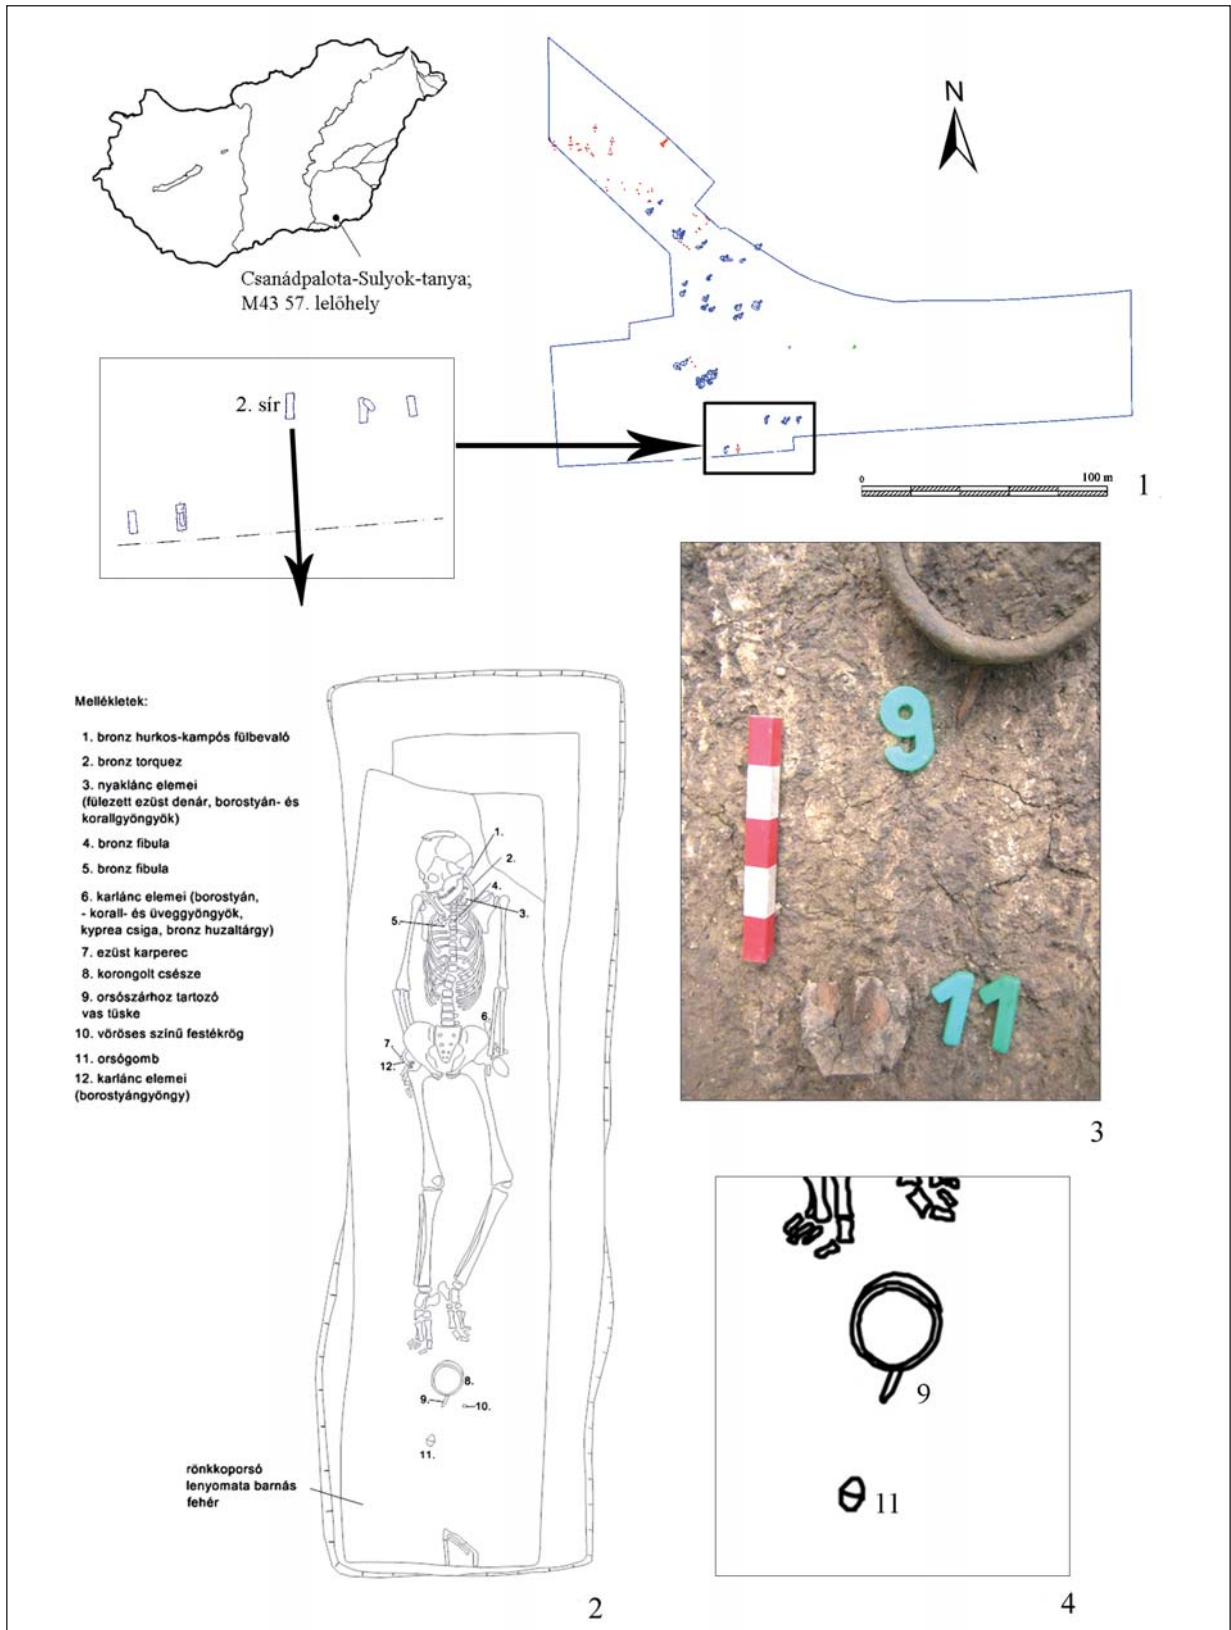 Csanádpalota-Sulyok-tanya;
M43 57. lelőhely
N
2. sír
0 100 m
1
Mellékletek:
1. bronz hurkos-kampós fülbevaló
2. bronz torquez
3. nyaklánc elemei
(fülezett ezüst denár, borostyán- és
korallgyöngyök)
4. bronz fibula
5. bronz fibula
6. karlánc elemei (borostyán,
- korall- és üveggyöngyök,
kyprea csiga, bronz huzaltárgy)
7. ezüst karperec
8. korongolt csésze
9. orsószárhoz tartozó
vas tüske
10. vöröses színű festékrög
11. orsógomb
12. karlánc elemei
(borostyángyöngy)
1.
2.
4.
3.
5.
6.
7.
12.
8.
9.
10.
11.
rönkkoporsó
lenyomata barnás
fehér
2
9
11
3
9
11
4